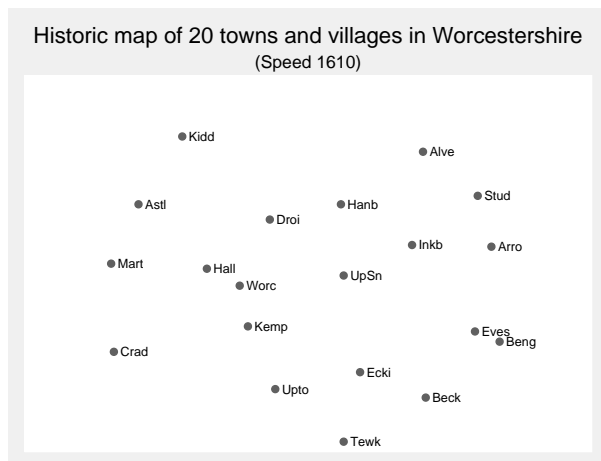 Historic map of 20 towns and villages in Worcestershire
(Speed 1610)
Kidd
Alve
Stud
Astl
Hanb
Droi
Inkb
Arro
Mart
Hall
UpSn
Worc
Kemp
Eves
Beng
Crad
Ecki
Upto
Beck
Tewk